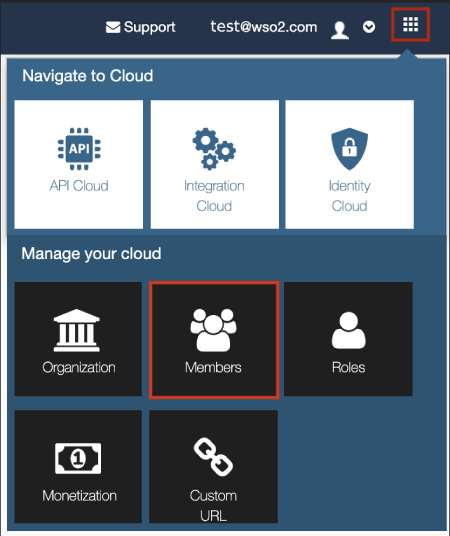 Support test@wso2.com
Navigate to Cloud
API
API Cloud
Integration
Cloud
Identity
Cloud
Manage your cloud
Organization
Members
Roles
1
Monetization
Custom
URL